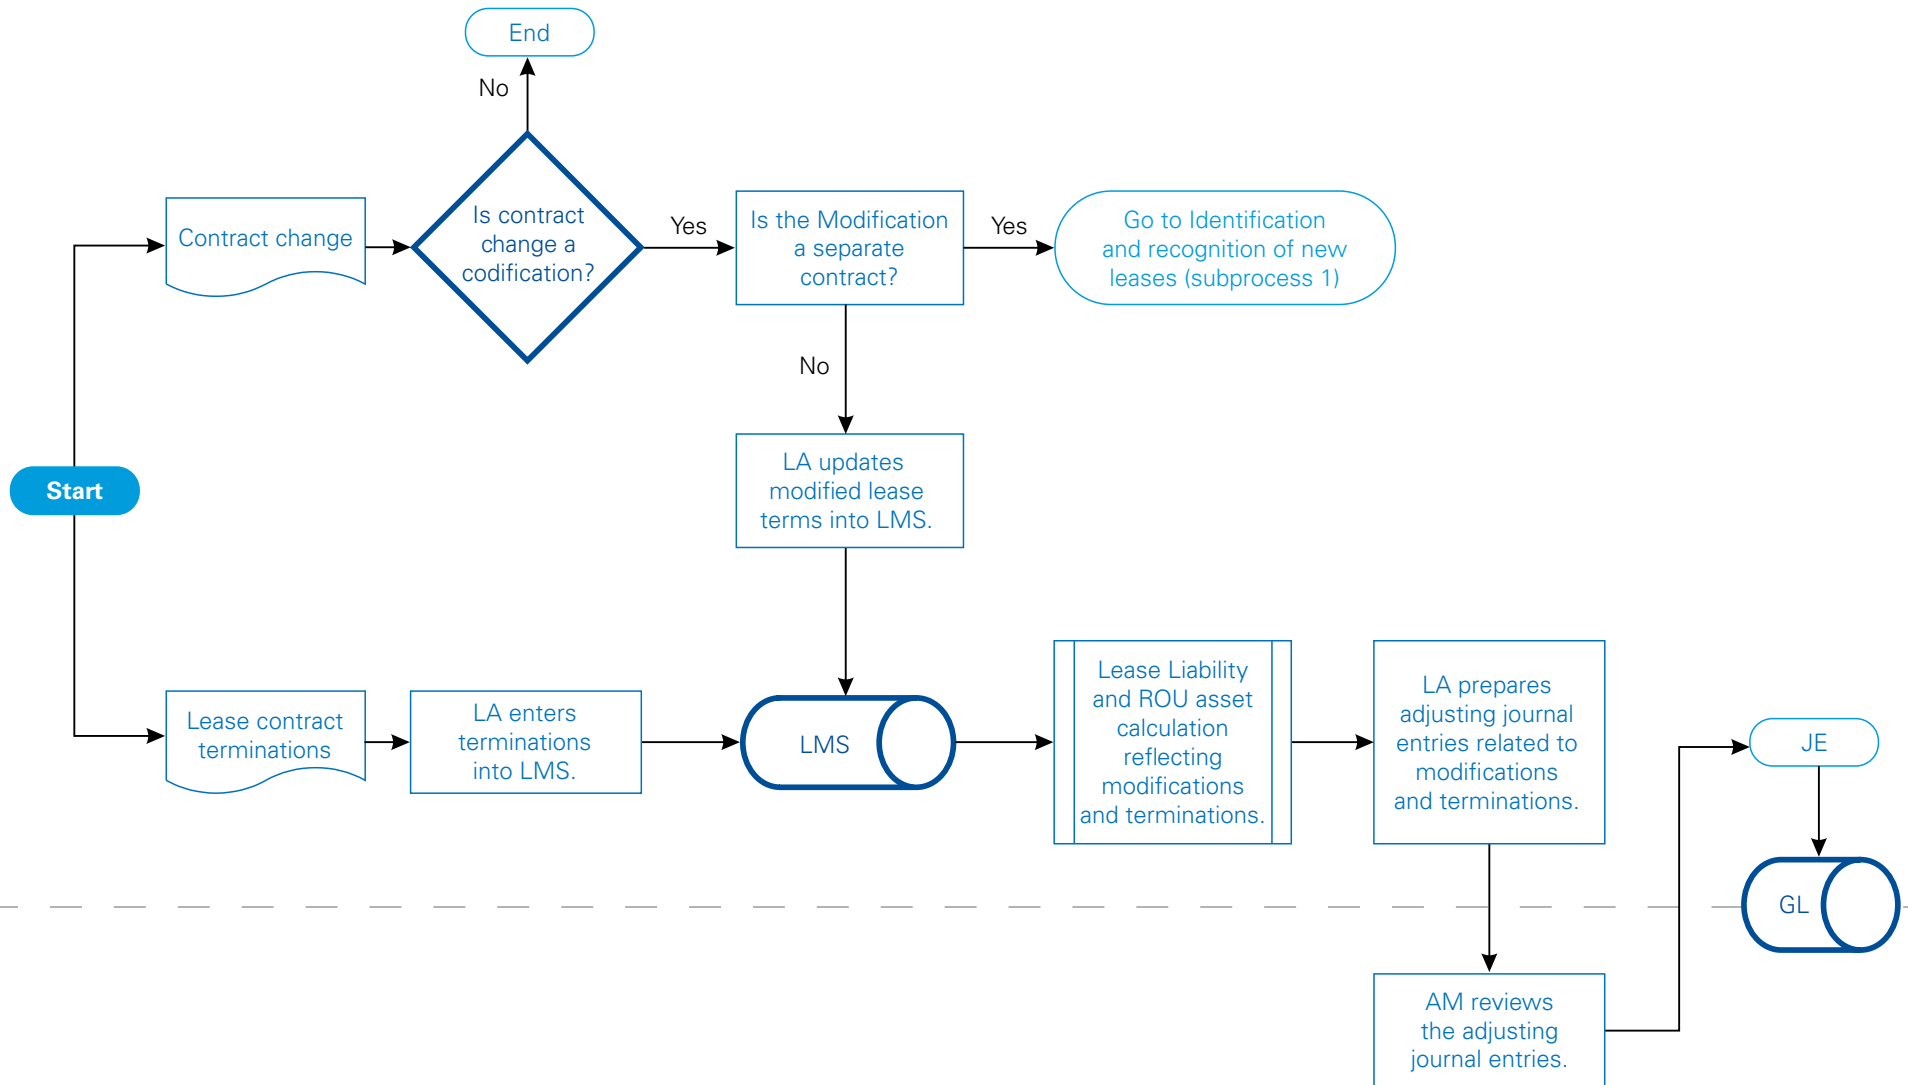 End
No
Contract change
Is contract
change a
codification?
Yes
Is the Modification
a separate
contract?
Yes
Go to Identification
and recognition of new
leases (subprocess 1)
No
LA updates
modified lease
terms into LMS.
Start
Lease contract
terminations
LA enters
terminations
into LMS.
LMS
Lease Liability
and ROU asset
calculation
reflecting
modifications
and terminations.
LA prepares
adjusting journal
entries related to
modifications
and terminations.
JE
GL
AM reviews
the adjusting
journal entries.